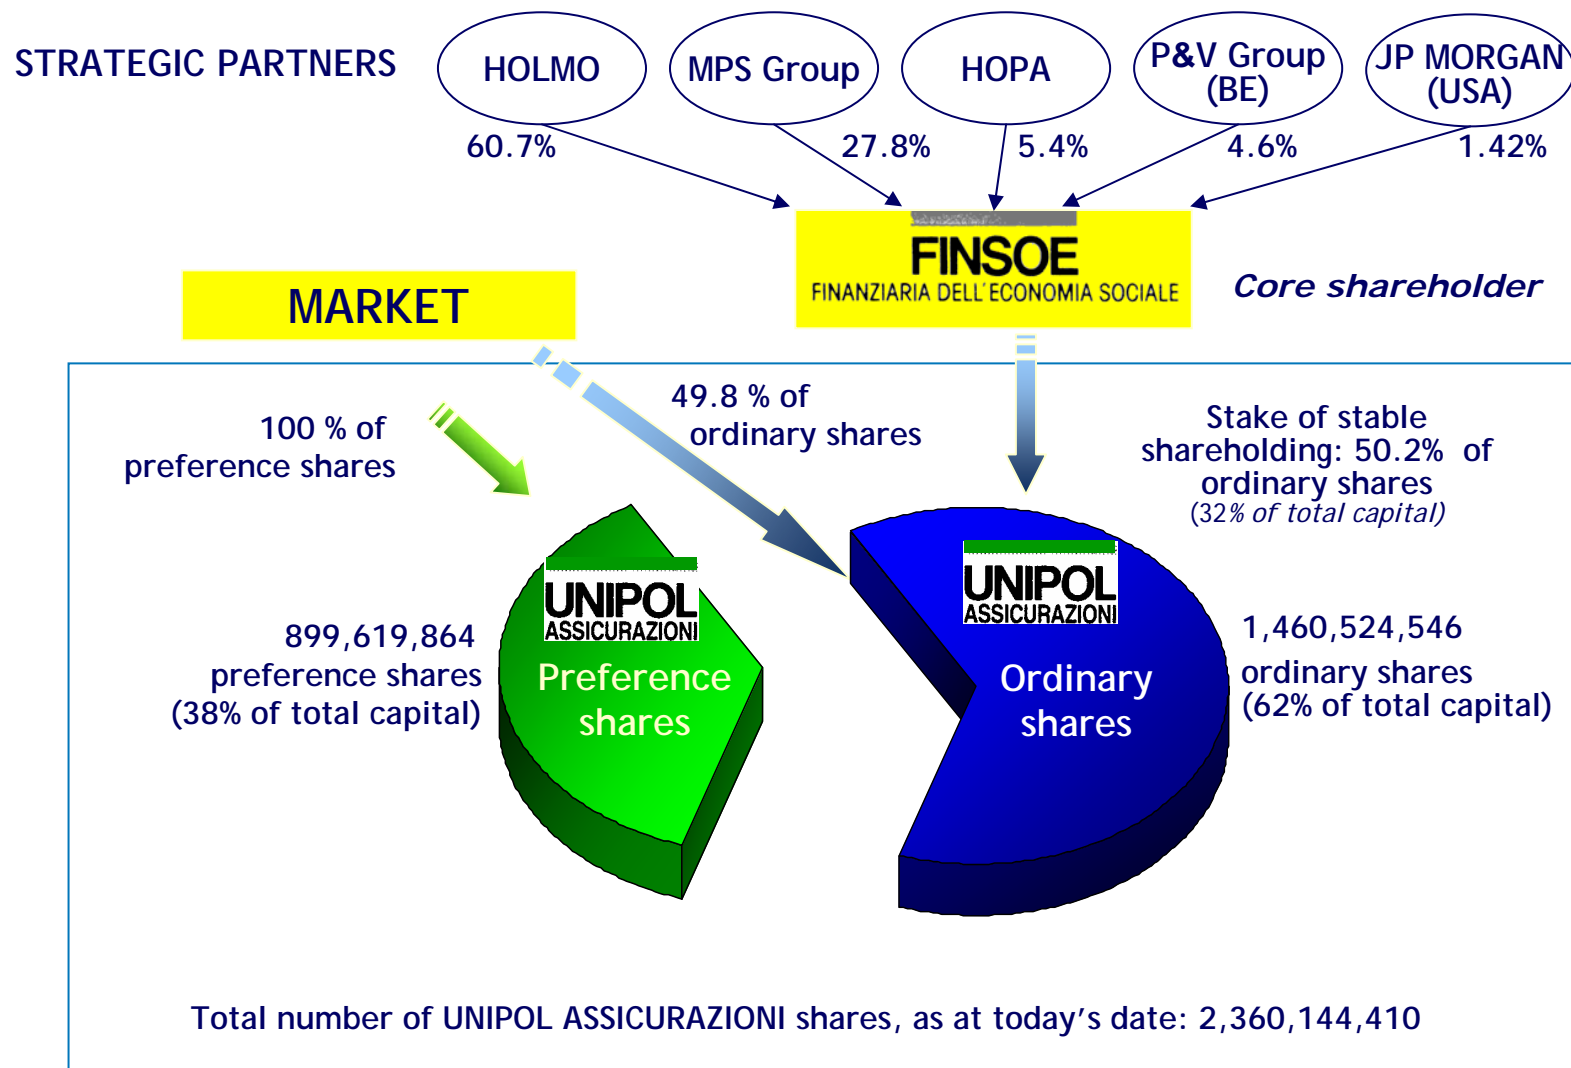 STRATEGIC PARTNERS
HOLMO
MPS Group
HOPA
P&V Group
(BE)
JP MORGAN
(USA)
60.7%
27.8%
5.4%
4.6%
1.42%
FINSOE
FINANZIARIA DELL'ECONOMIA SOCIALE
Core shareholder
MARKET
100 % of
preference shares
49.8 % of
ordinary shares
Stake of stable
shareholding: 50.2% of
ordinary shares
(32% of total capital)
UNIPOL
ASSICURAZIONI
Preference
shares
899,619,864
preference shares
(38% of total capital)
UNIPOL
ASSICURAZIONI
Ordinary
shares
1,460,524,546
ordinary shares
(62% of total capital)
Total number of UNIPOL ASSICURAZIONI shares, as at today's date: 2,360,144,410